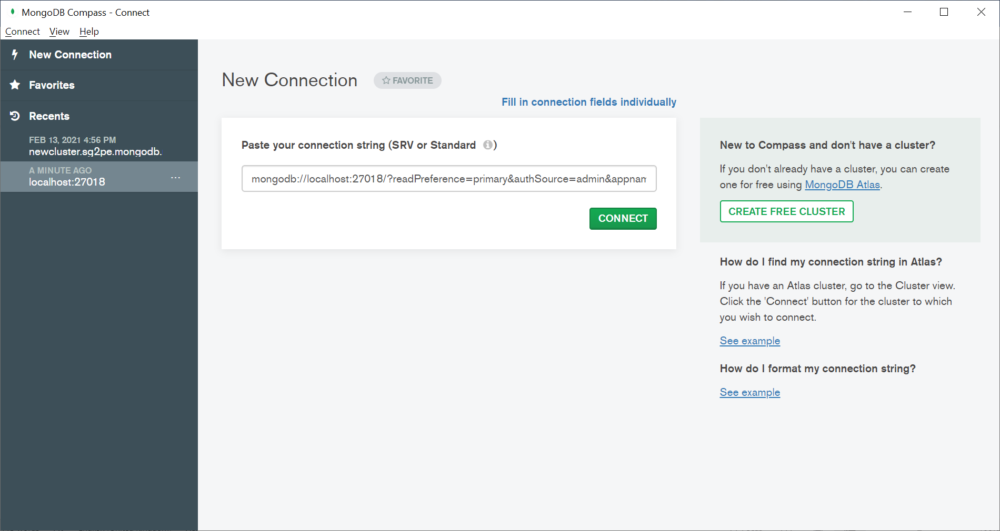 MongoDB Compass - Connect
Connect View Help
New Connection
Favorites
Recents
FEB 13, 2021 4:56 PM
newcluster.sg2pe.mongodb.
A MINUTE AGO
localhost:27018
...
New Connection
FAVORITE
Fill in connection fields individually
Paste your connection string (SRV or Standard )
mongodb://localhost:27018/?readPreference=primary&authSource=admin&appnam
CONNECT
New to Compass and don't have a cluster?
If you don't already have a cluster, you can create
one for free using MongoDB Atlas.
CREATE FREE CLUSTER
How do I find my connection string in Atlas?
If you have an Atlas cluster, go to the Cluster view.
Click the 'Connect' button for the cluster to which
you wish to connect.
See example
How do I format my connection string?
See example